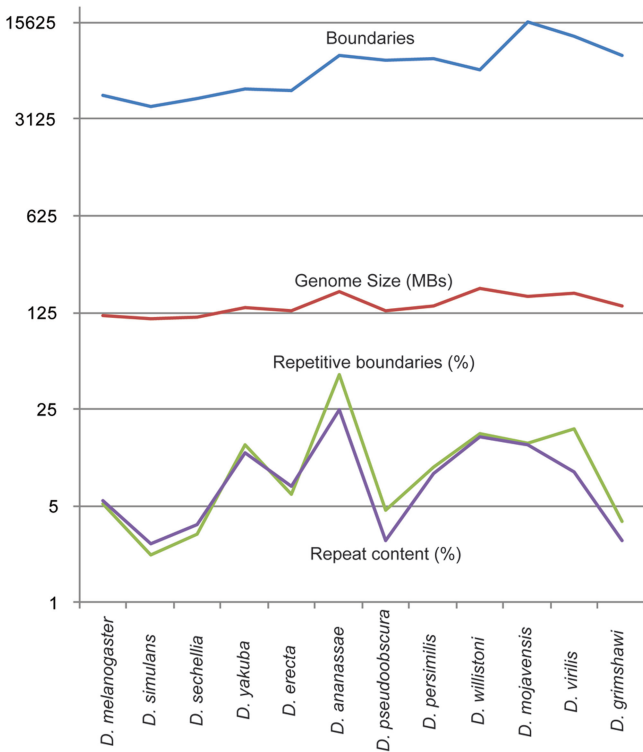 15625
Boundaries
3125
625
Genome Size (MBs)
125
Repetitive boundaries (%)
25
5
Repeat content (%)
1
D. melanogaster
D. simulans
D. sechellia
D. yakuba
D. erecta
D. ananassae
D. pseudoobscura
D. persimilis
D. willistoni
D. mojavensis
D. virilis
D. grimshawi